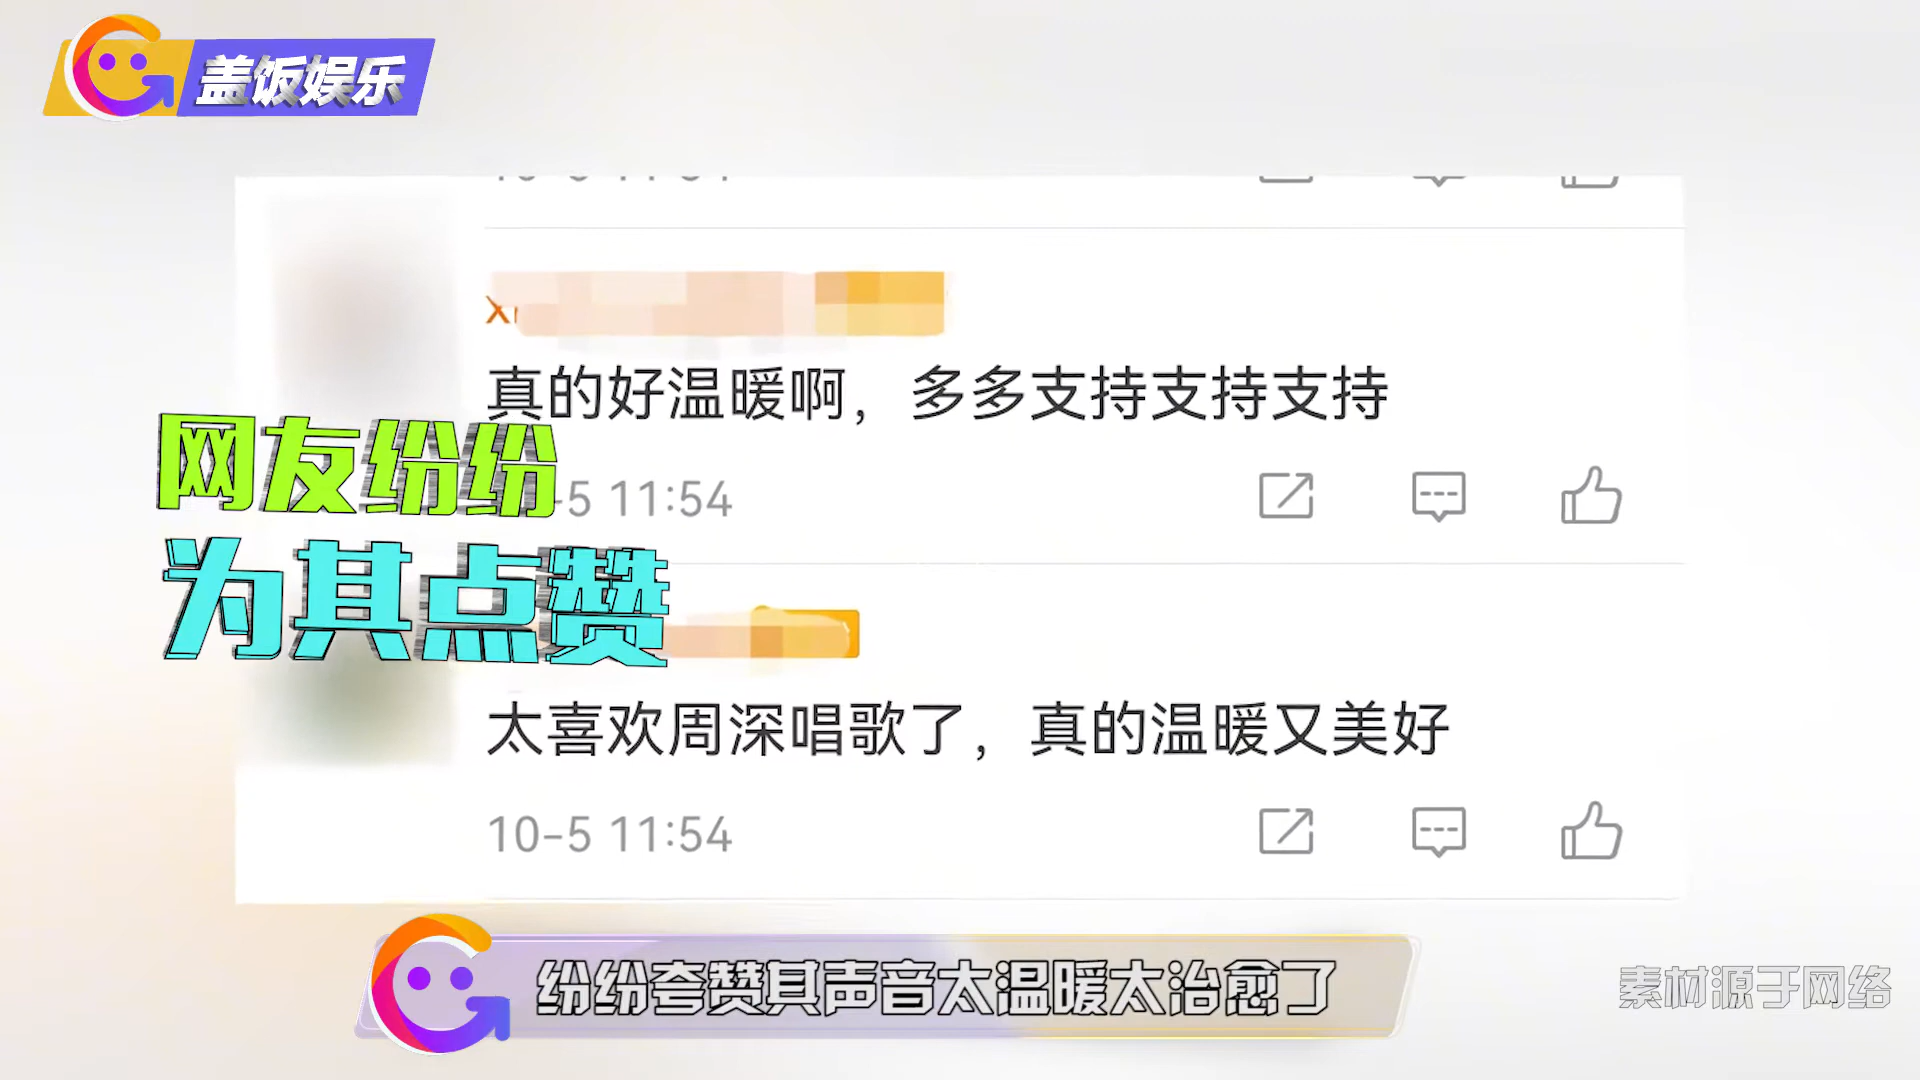 盖饭娱乐
真的好温暖啊，多多支持支持支持
网友纷纷
-5 11:54
为其点赞
太喜欢周深唱歌了，真的温暖又美好
10-5 11:54
纷纷夸赞其声音太温暖太治愈了
素材源于网络